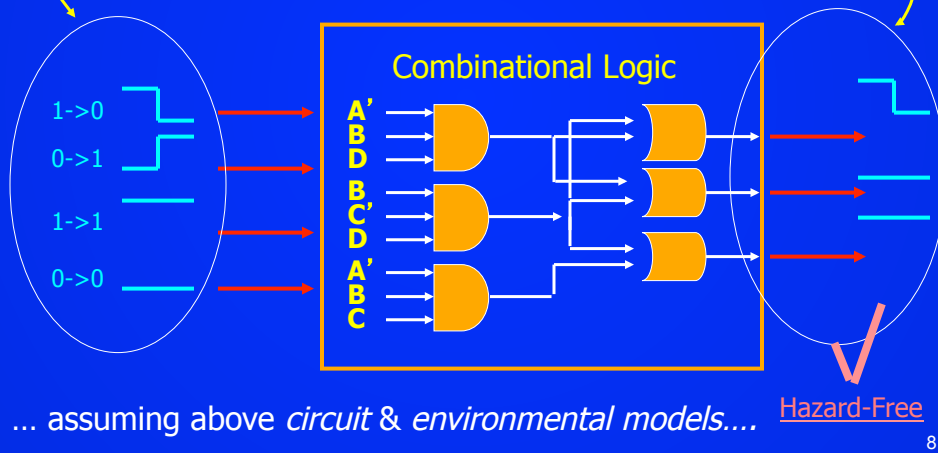 Combinational Logic
1->0
0->1
1->1
0->0
A’
B
D
B
C’
D
A’
B
C
Hazard-Free
… assuming above circuit & environmental models….
8